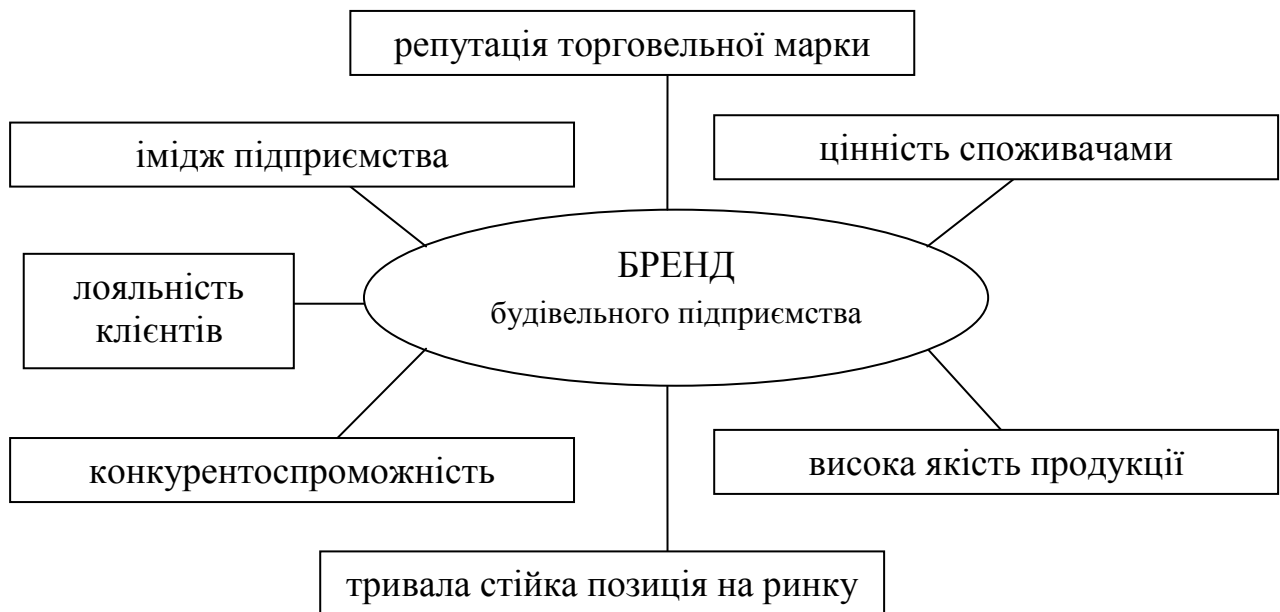 репутація торговельної марки
імідж підприємства
цінність споживачами
БРЕНД
будівельного підприємства
лояльність
клієнтів
конкурентоспроможність
висока якість продукції
тривала стійка позиція на ринку